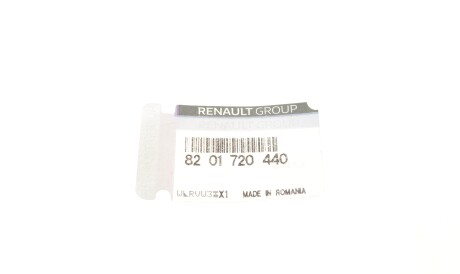 RENAULT GROUP
82 01 720 440
MADE IN ROMANIA